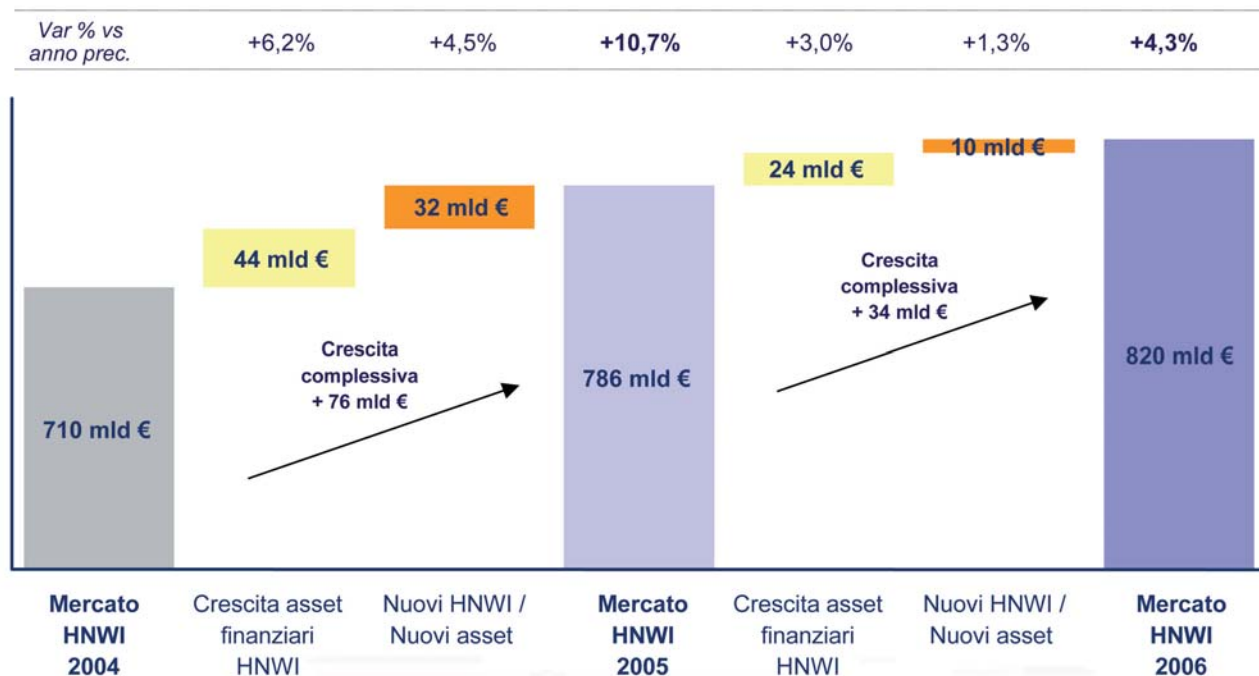 Var % vs
anno prec.
+6,2%
+4,5%
+10,7%
+3,0%
+1,3%
+4,3%
10 mld €
24 mld €
32 mld €
44 mld €
Crescita
complessiva
+ 34 mld €
Crescita
complessiva
+ 76 mld €
710 mld €
786 mld €
820 mld €
Mercato
HNWI
2004
Crescita asset
finanziari
HNWI
Nuovi HNWI /
Nuovi asset
Mercato
HNWI
2005
Crescita asset
finanziari
HNWI
Nuovi HNWI /
Nuovi asset
Mercato
HNWI
2006